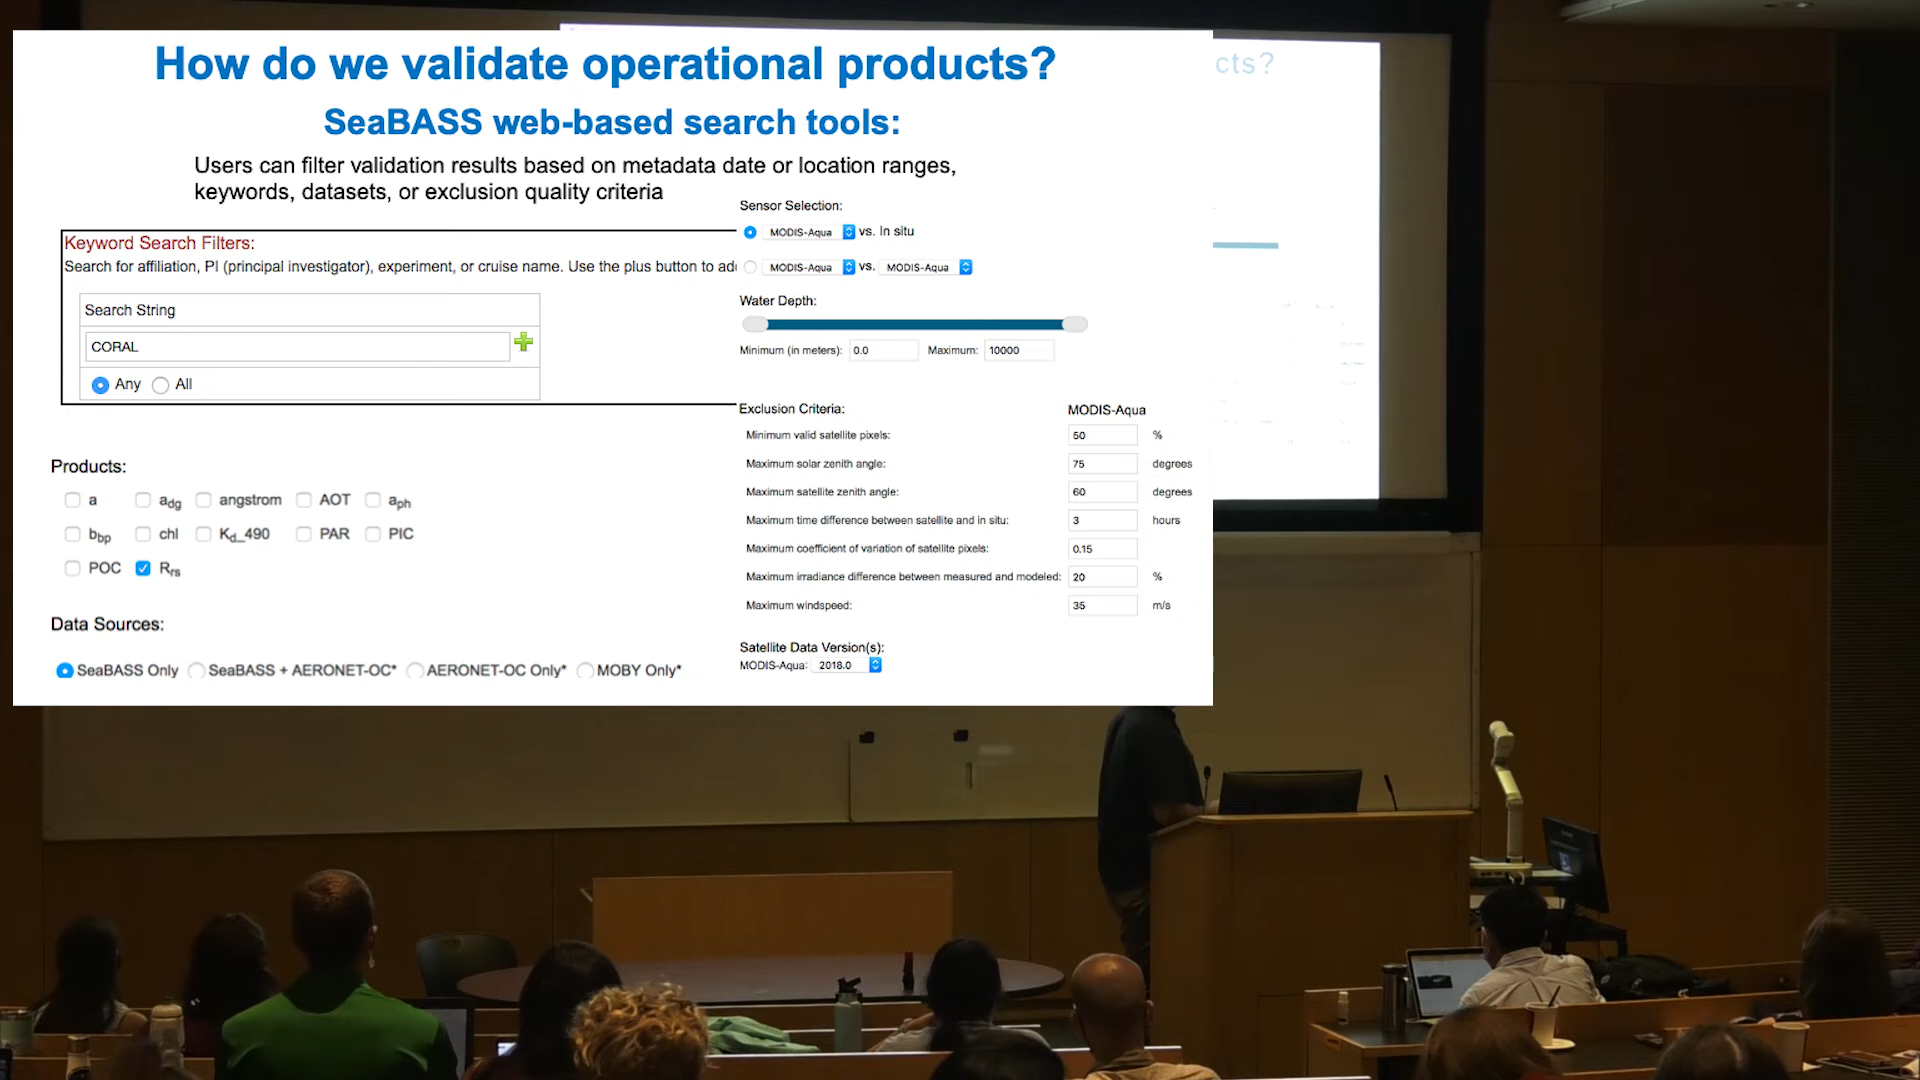 How do we validate operational products?
cts?
SeaBASS web-based search tools:
Users can filter validation results based on metadata date or location ranges,
keywords, datasets, or exclusion quality criteria
Keyword Search Filters:
Search for affiliation, PI (principal investigator), experiment, or cruise name. Use the plus button to
Search String
CORAL
Any All
Products:
a adg angstrom AOT aph
bbp chl Kd_490 PAR PIC
POC Rrs
Data Sources:
SeaBASS Only SeaBASS + AERONET-OC* AERONET-OC Only* MOBY Only*
Sensor Selection:
MODIS-Aqua vs. In situ
MODIS-Aqua vs. MODIS-Aqua
Water Depth:
Minimum (in meters): 0.0 Maximum: 10000
Exclusion Criteria: MODIS-Aqua
Minimum valid satellite pixels: 50 %
Maximum solar zenith angle: 75 degrees
Maximum satellite zenith angle: 60 degrees
Maximum time difference between satellite and in situ: 3 hours
Maximum coefficient of variation of satellite pixels: 0.15
Maximum irradiance difference between measured and modeled: 20 %
Maximum windspeed: 35 m/s
Satellite Data Version(s):
MODIS-Aqua: 2018.0